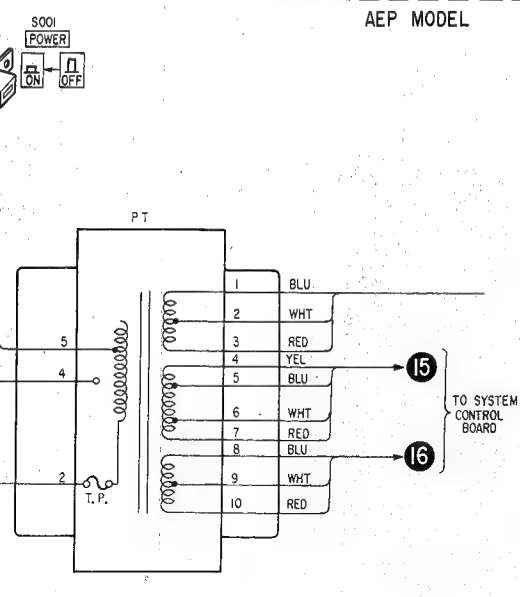 AEP MODEL
S001
POWER
ON OFF
PT
1 BLU
2 WHT
3 RED
4 YEL
5 BLU
6 WHT
7 RED
8 BLU
9 WHT
10 RED
5
4
2
T.P.
15
16
TO SYSTEM
CONTROL
BOARD